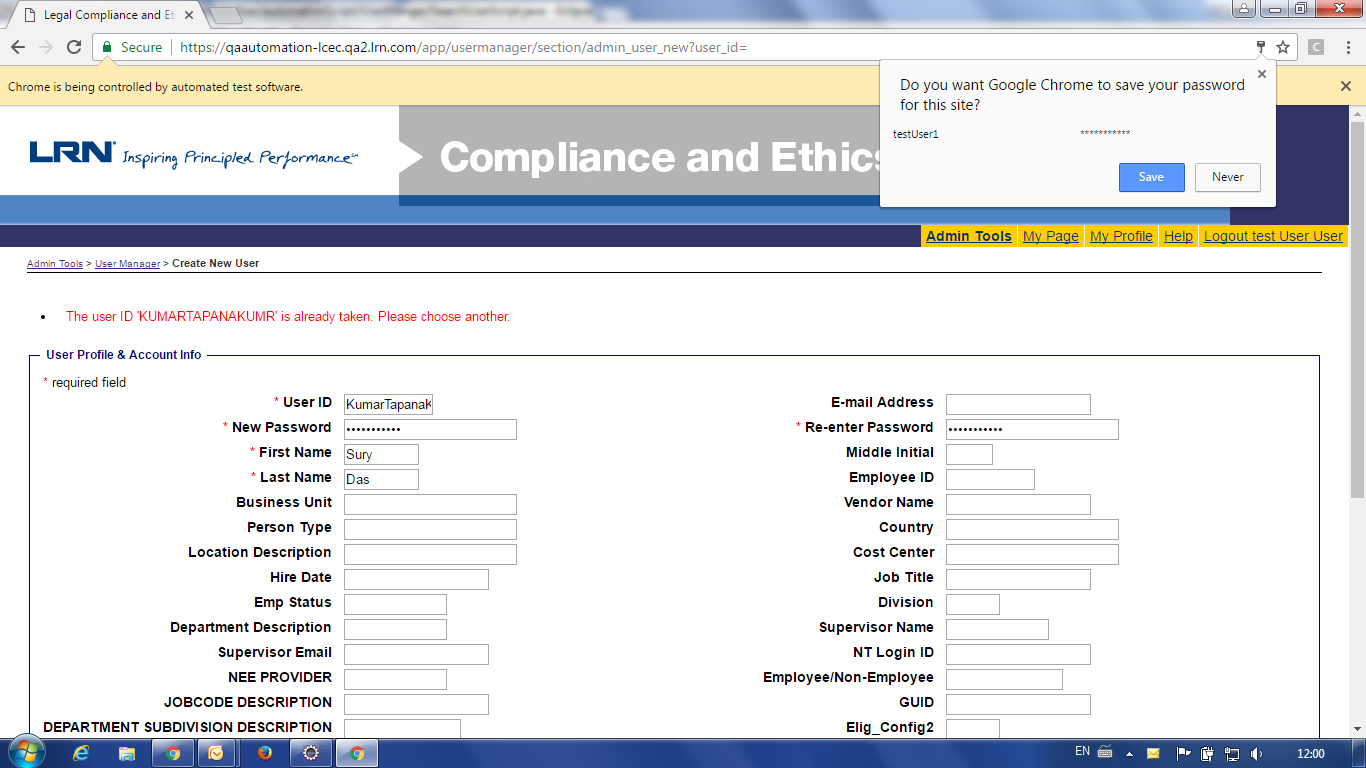 Legal Compliance and Et
Secure https://qaautomation-lcec.qa2.lrn.com/app/usermanager/section/admin_user_new?user_id=
C
Chrome is being controlled by automated test software.
Do you want Google Chrome to save your password
for this site?
testUser1 ***********
Save Never
LRN Inspiring Principled Performance℠
Compliance and Ethics
Admin Tools My Page My Profile Help Logout test User User
Admin Tools > User Manager > Create New User
• The user ID 'KUMARTAPANAKUMR' is already taken. Please choose another.
User Profile & Account Info
* required field
* User ID KumarTapanaK E-mail Address
* New Password ••••••••••• * Re-enter Password •••••••••••
* First Name Sury Middle Initial
* Last Name Das Employee ID
Business Unit Vendor Name
Person Type Country
Location Description Cost Center
Hire Date Job Title
Emp Status Division
Department Description Supervisor Name
Supervisor Email NT Login ID
NEE PROVIDER Employee/Non-Employee
JOBCODE DESCRIPTION GUID
DEPARTMENT SUBDIVISION DESCRIPTION Elig_Config2
EN 12:00